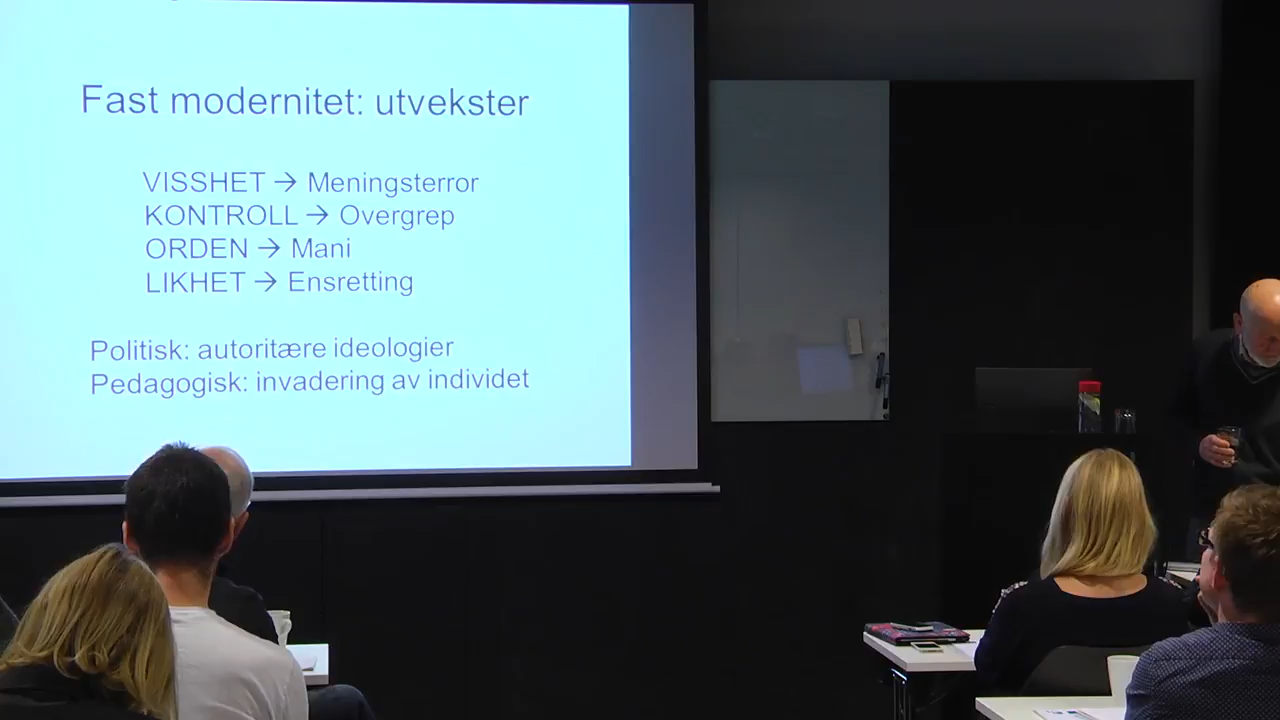 Fast modernitet: utvekster
VISSHET → Meningsterror
KONTROLL → Overgrep
ORDEN → Mani
LIKHET → Ensretting
Politisk: autoritære ideologier
Pedagogisk: invadering av individet